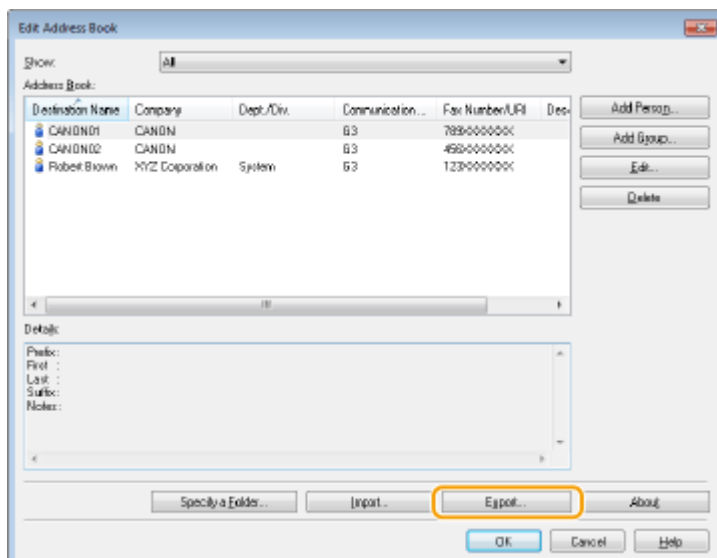 Edit Address Book
Show: All
Address Book:
Destination Name Company Dept./Div. Communication... Fax Number/URI Des
CANON01 CANON G3 789XXXXXXX
CANON02 CANON G3 456XXXXXXX
Robert Brown XYZ Corporation System G3 123XXXXXXX
Add Person...
Add Group...
Edit...
Delete
Details:
Prefix:
First :
Last :
Suffix:
Notes:
Specify a Folder... Import... Export... About
OK Cancel Help